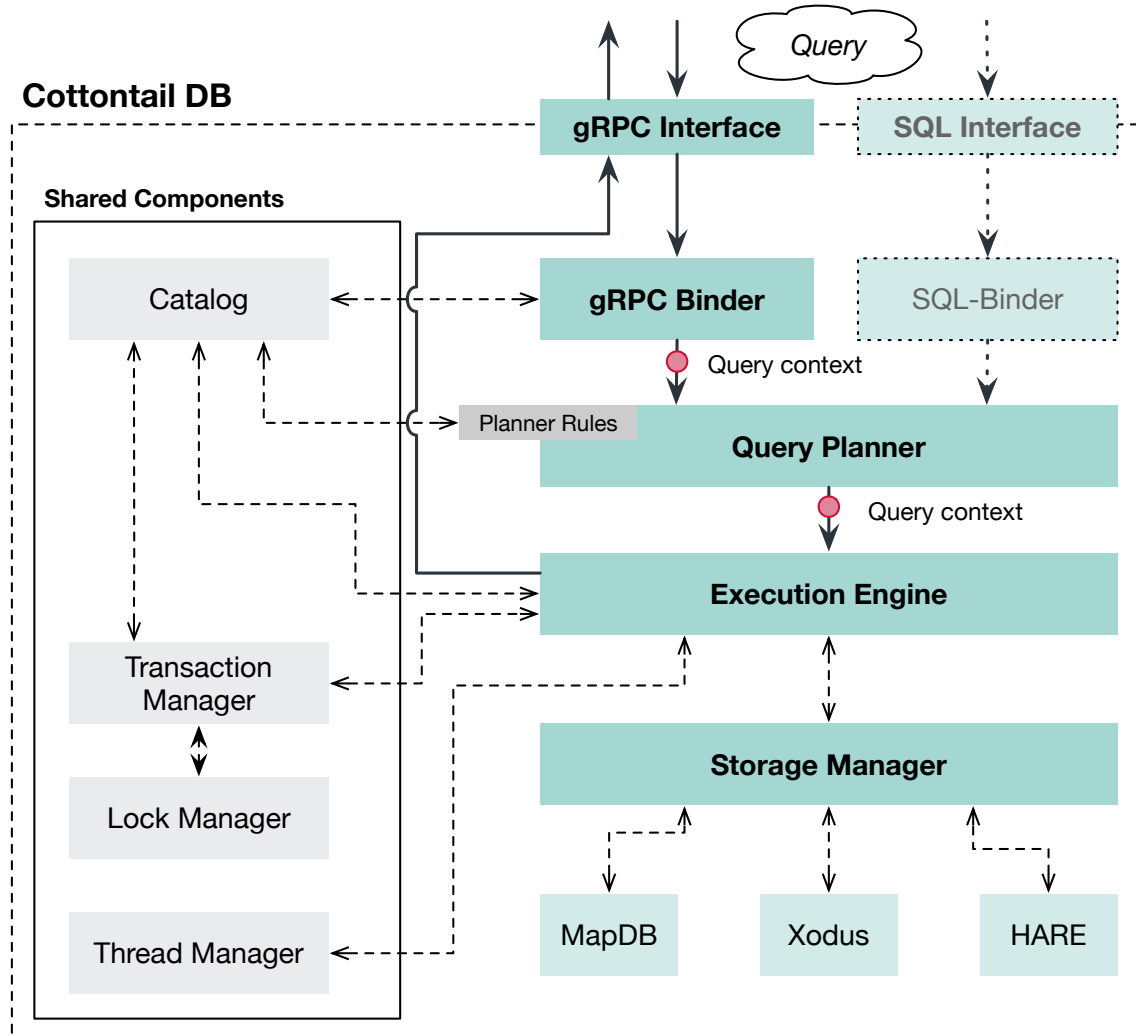 Query
Cottontail DB
gRPC Interface
SQL Interface
Shared Components
Catalog
gRPC Binder
SQL-Binder
Query context
Planner Rules
Query Planner
Query context
Execution Engine
Transaction
Manager
Storage Manager
Lock Manager
Thread Manager
MapDB
Xodus
HARE